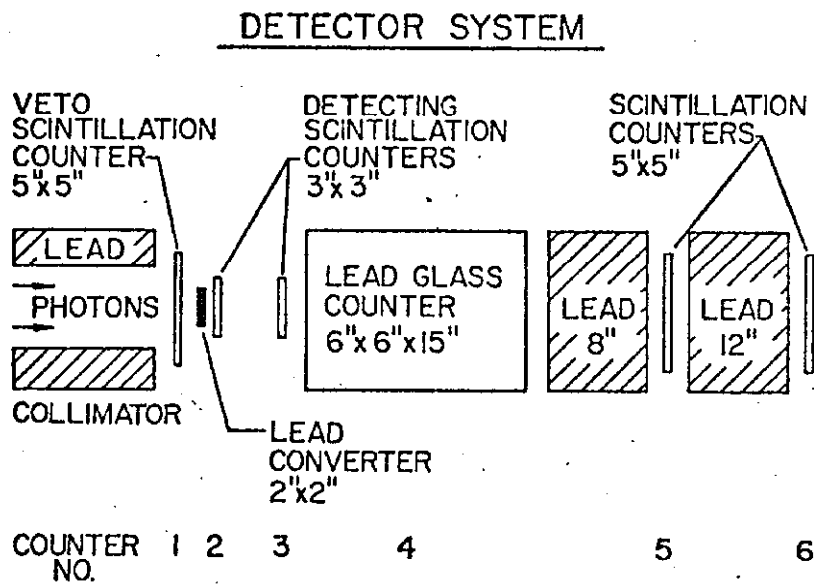 DETECTOR SYSTEM
VETO
SCINTILLATION
COUNTER
5"x5"
DETECTING
SCINTILLATION
COUNTERS
3"x3"
SCINTILLATION
COUNTERS
5"x5"
LEAD
PHOTONS
COLLIMATOR
LEAD GLASS
COUNTER
6"x6"x15"
LEAD
8"
LEAD
12"
LEAD
CONVERTER
2"x2"
COUNTER NO. 1 2 3 4 5 6